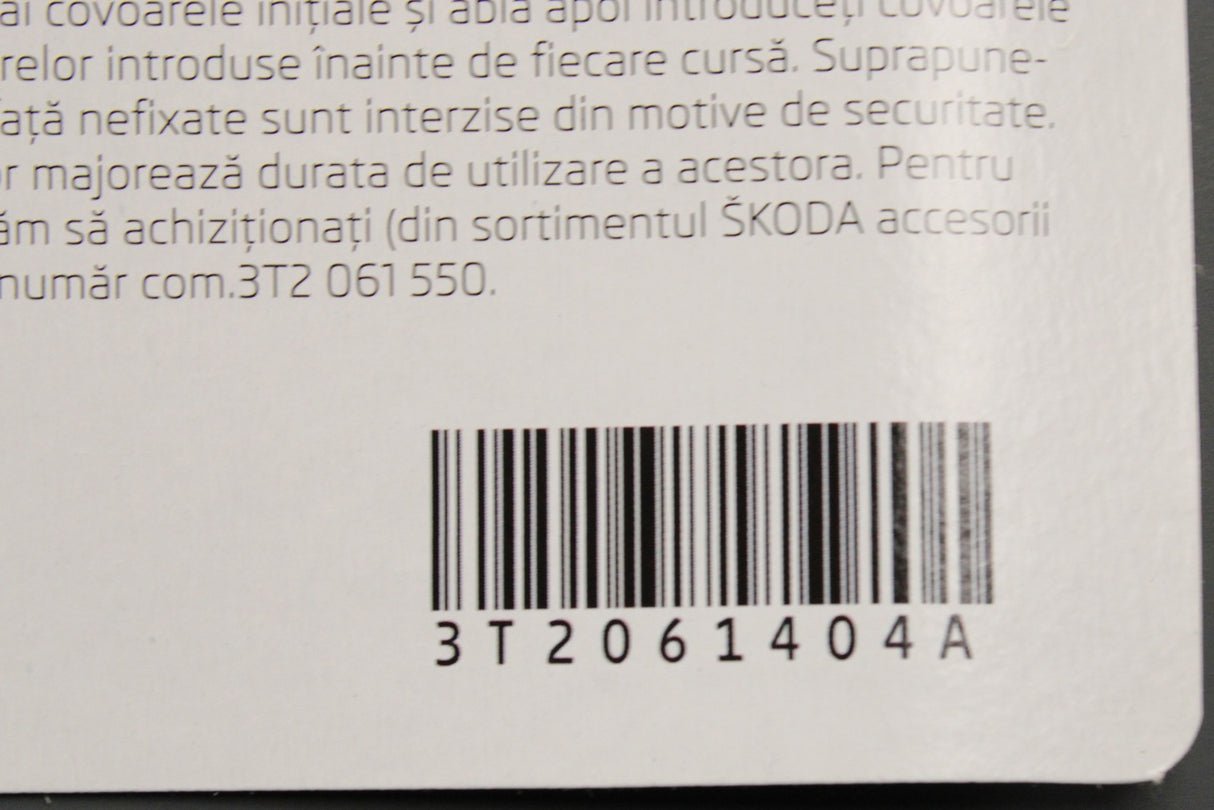 ai covoarele inițiale și abia apoi introduceți covoarele
relor introduse înainte de fiecare cursă. Suprapune-
ață nefixate sunt interzise din motive de securitate.
or majorează durata de utilizare a acestora. Pentru
ăm să achiziționați (din sortimentul ŠKODA accesorii
număr com.3T2 061 550.
3T2061404A